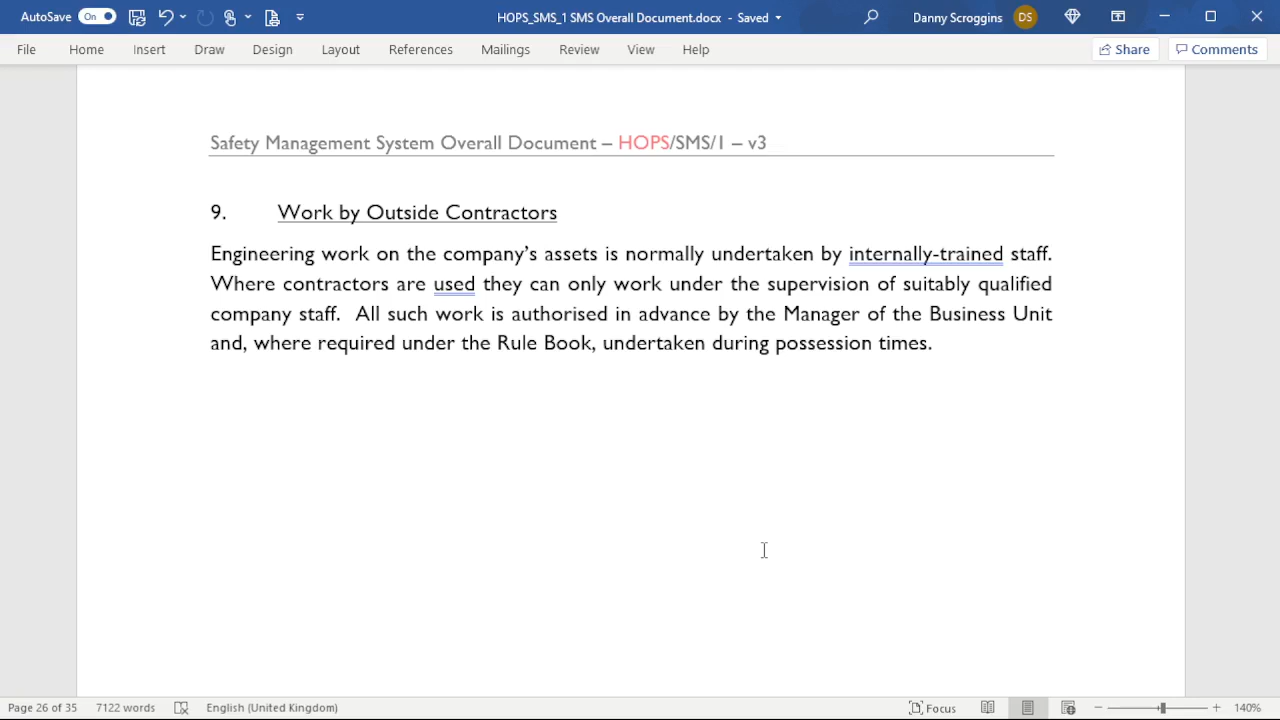 AutoSave On HOPS_SMS_1 SMS Overall Document.docx - Saved Danny Scroggins DS
File Home Insert Draw Design Layout References Mailings Review View Help Share Comments
Safety Management System Overall Document – HOPS/SMS/1 – v3
9. Work by Outside Contractors
Engineering work on the company’s assets is normally undertaken by internally-trained staff.
Where contractors are used they can only work under the supervision of suitably qualified
company staff.  All such work is authorised in advance by the Manager of the Business Unit
and, where required under the Rule Book, undertaken during possession times.
Page 26 of 35 7122 words English (United Kingdom) Focus 140%